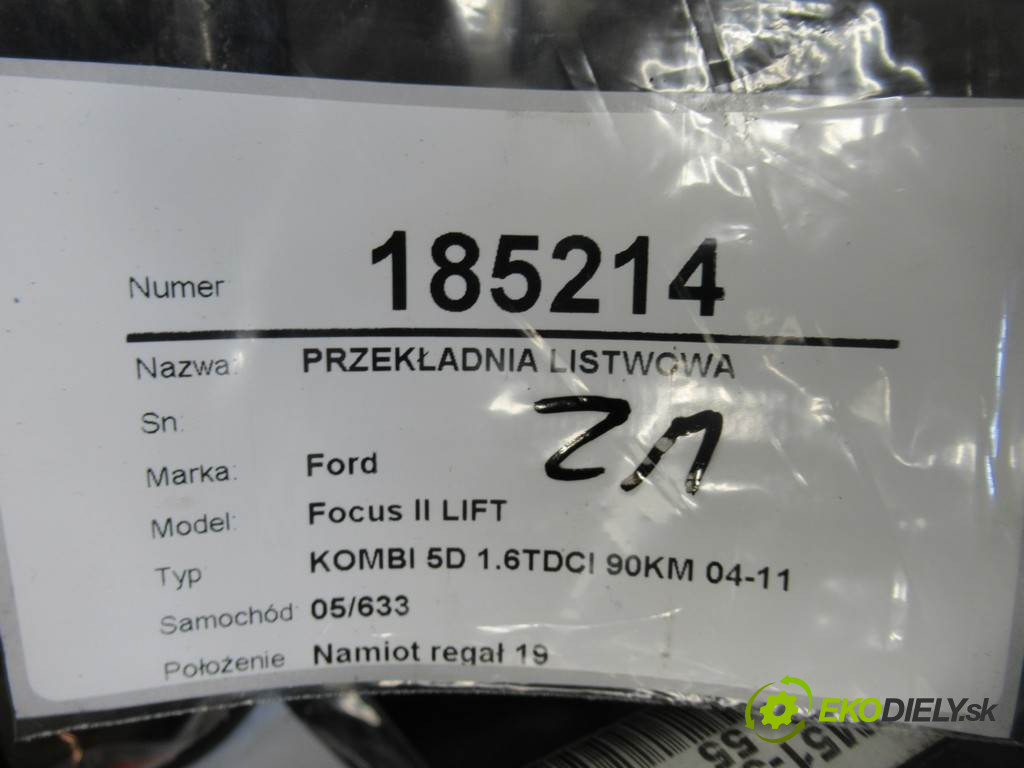 Numer 185214
Nazwa: PRZEKŁADNIA LISTWOWA
Sn:
Marka: Ford
Model: Focus II LIFT
Typ KOMBI 5D 1.6TDCI 90KM 04-11
Samochód 05/633
Położenie Namiot regał 19
EKODIELY.sk